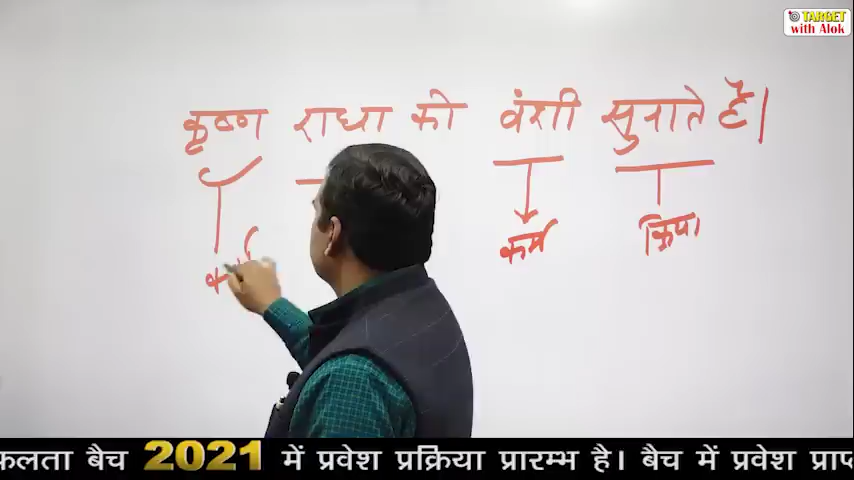 TARGET
with Alok
कृष्ण राधा को वंशी सुनाते हैं।
कर्म क्रिया
फलता बैच 2021 में प्रवेश प्रक्रिया प्रारम्भ है। बैच में प्रवेश प्राप